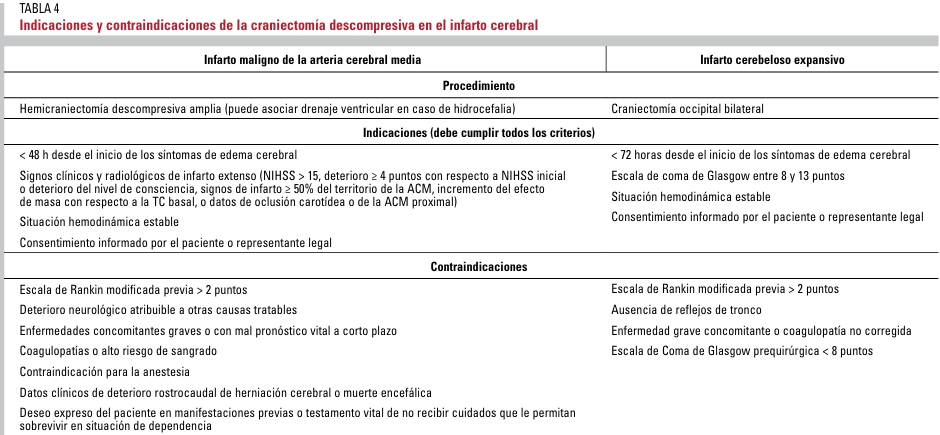 TABLA 4
Indicaciones y contraindicaciones de la craniectomía descompresiva en el infarto cerebral
Infarto maligno de la arteria cerebral media
Infarto cerebeloso expansivo
Procedimiento
Hemicraniectomía descompresiva amplia (puede asociar drenaje ventricular en caso de hidrocefalia)
Craniectomía occipital bilateral
Indicaciones (debe cumplir todos los criterios)
< 48 h desde el inicio de los síntomas de edema cerebral
Signos clínicos y radiológicos de infarto extenso (NIHSS > 15, deterioro ≥ 4 puntos con respecto a NIHSS inicial
o deterioro del nivel de consciencia, signos de infarto ≥ 50% del territorio de la ACM, incremento del efecto
de masa con respecto a la TC basal, o datos de oclusión carotídea o de la ACM proximal)
Situación hemodinámica estable
Consentimiento informado por el paciente o representante legal
< 72 horas desde el inicio de los síntomas de edema cerebral
Escala de coma de Glasgow entre 8 y 13 puntos
Situación hemodinámica estable
Consentimiento informado por el paciente o representante legal
Contraindicaciones
Escala de Rankin modificada previa > 2 puntos
Deterioro neurológico atribuible a otras causas tratables
Enfermedades concomitantes graves o con mal pronóstico vital a corto plazo
Coagulopatías o alto riesgo de sangrado
Contraindicación para la anestesia
Datos clínicos de deterioro rostrocaudal de herniación cerebral o muerte encefálica
Deseo expreso del paciente en manifestaciones previas o testamento vital de no recibir cuidados que le permitan
sobrevivir en situación de dependencia
Escala de Rankin modificada previa > 2 puntos
Ausencia de reflejos de tronco
Enfermedad grave concomitante o coagulopatía no corregida
Escala de Coma de Glasgow prequirúrgica < 8 puntos